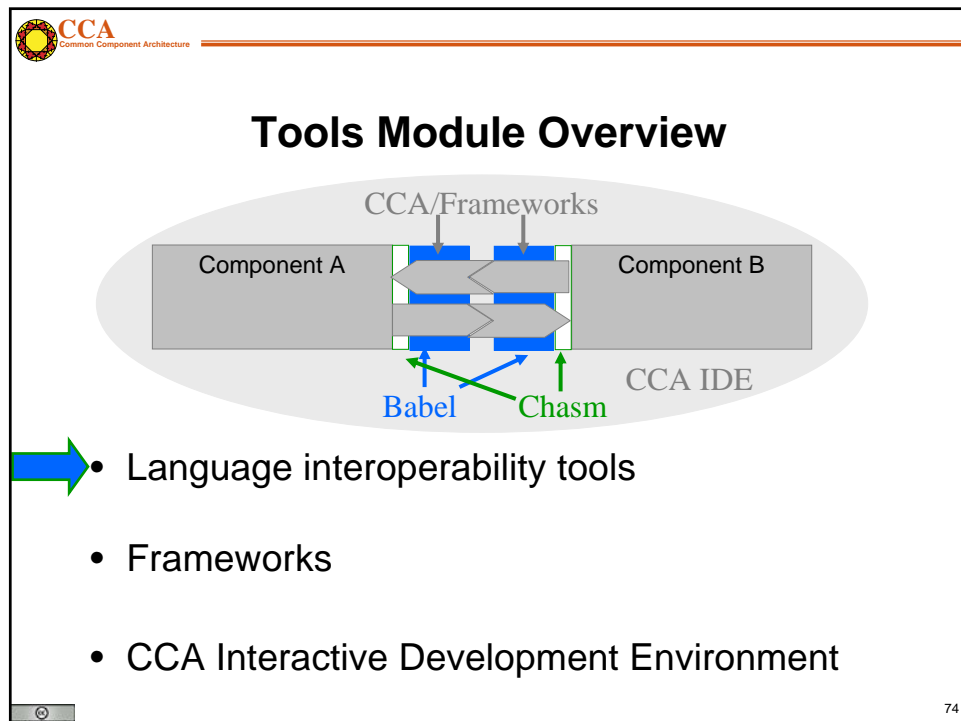 CCA
Common Component Architecture
Tools Module Overview
CCA/Frameworks
Component A
Component B
CCA IDE
Babel
Chasm
• Language interoperability tools
• Frameworks
• CCA Interactive Development Environment
cc
74